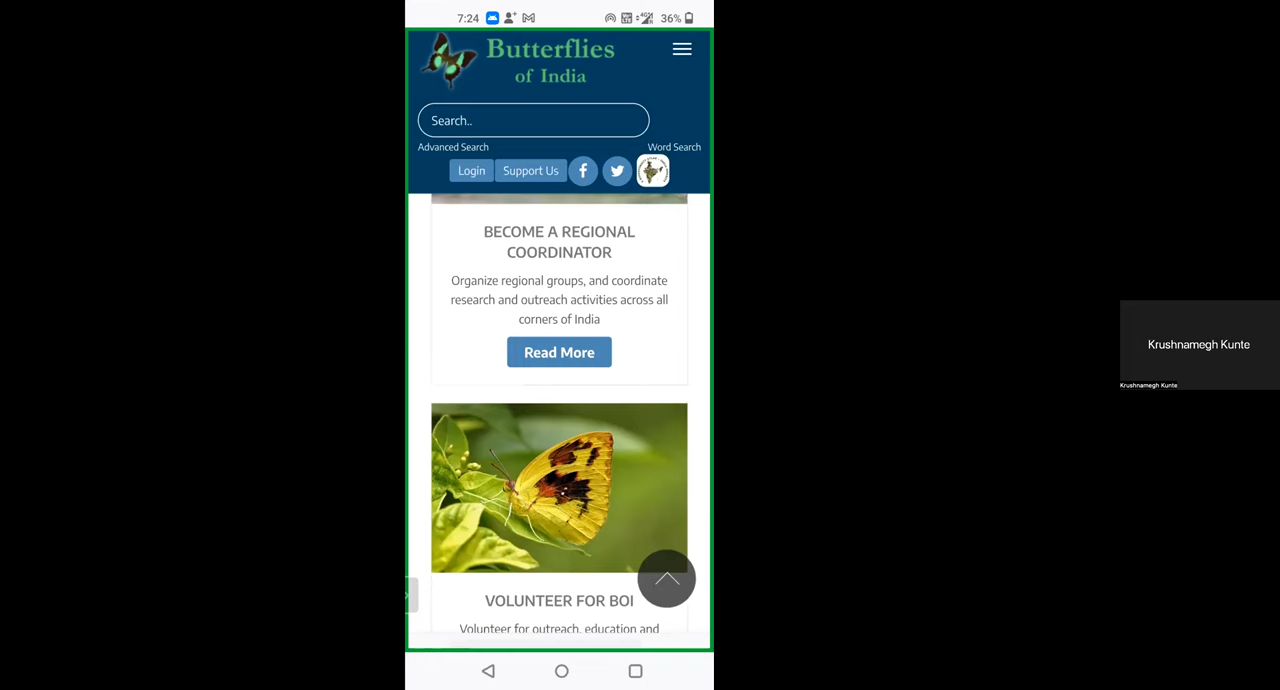 7:24
36%
Butterflies
of India
Search..
Advanced Search
Word Search
Login
Support Us
BECOME A REGIONAL
COORDINATOR
Organize regional groups, and coordinate
research and outreach activities across all
corners of India
Read More
VOLUNTEER FOR BOI
Volunteer for outreach, education and
Krushnamegh Kunte
Krushnamegh Kunte